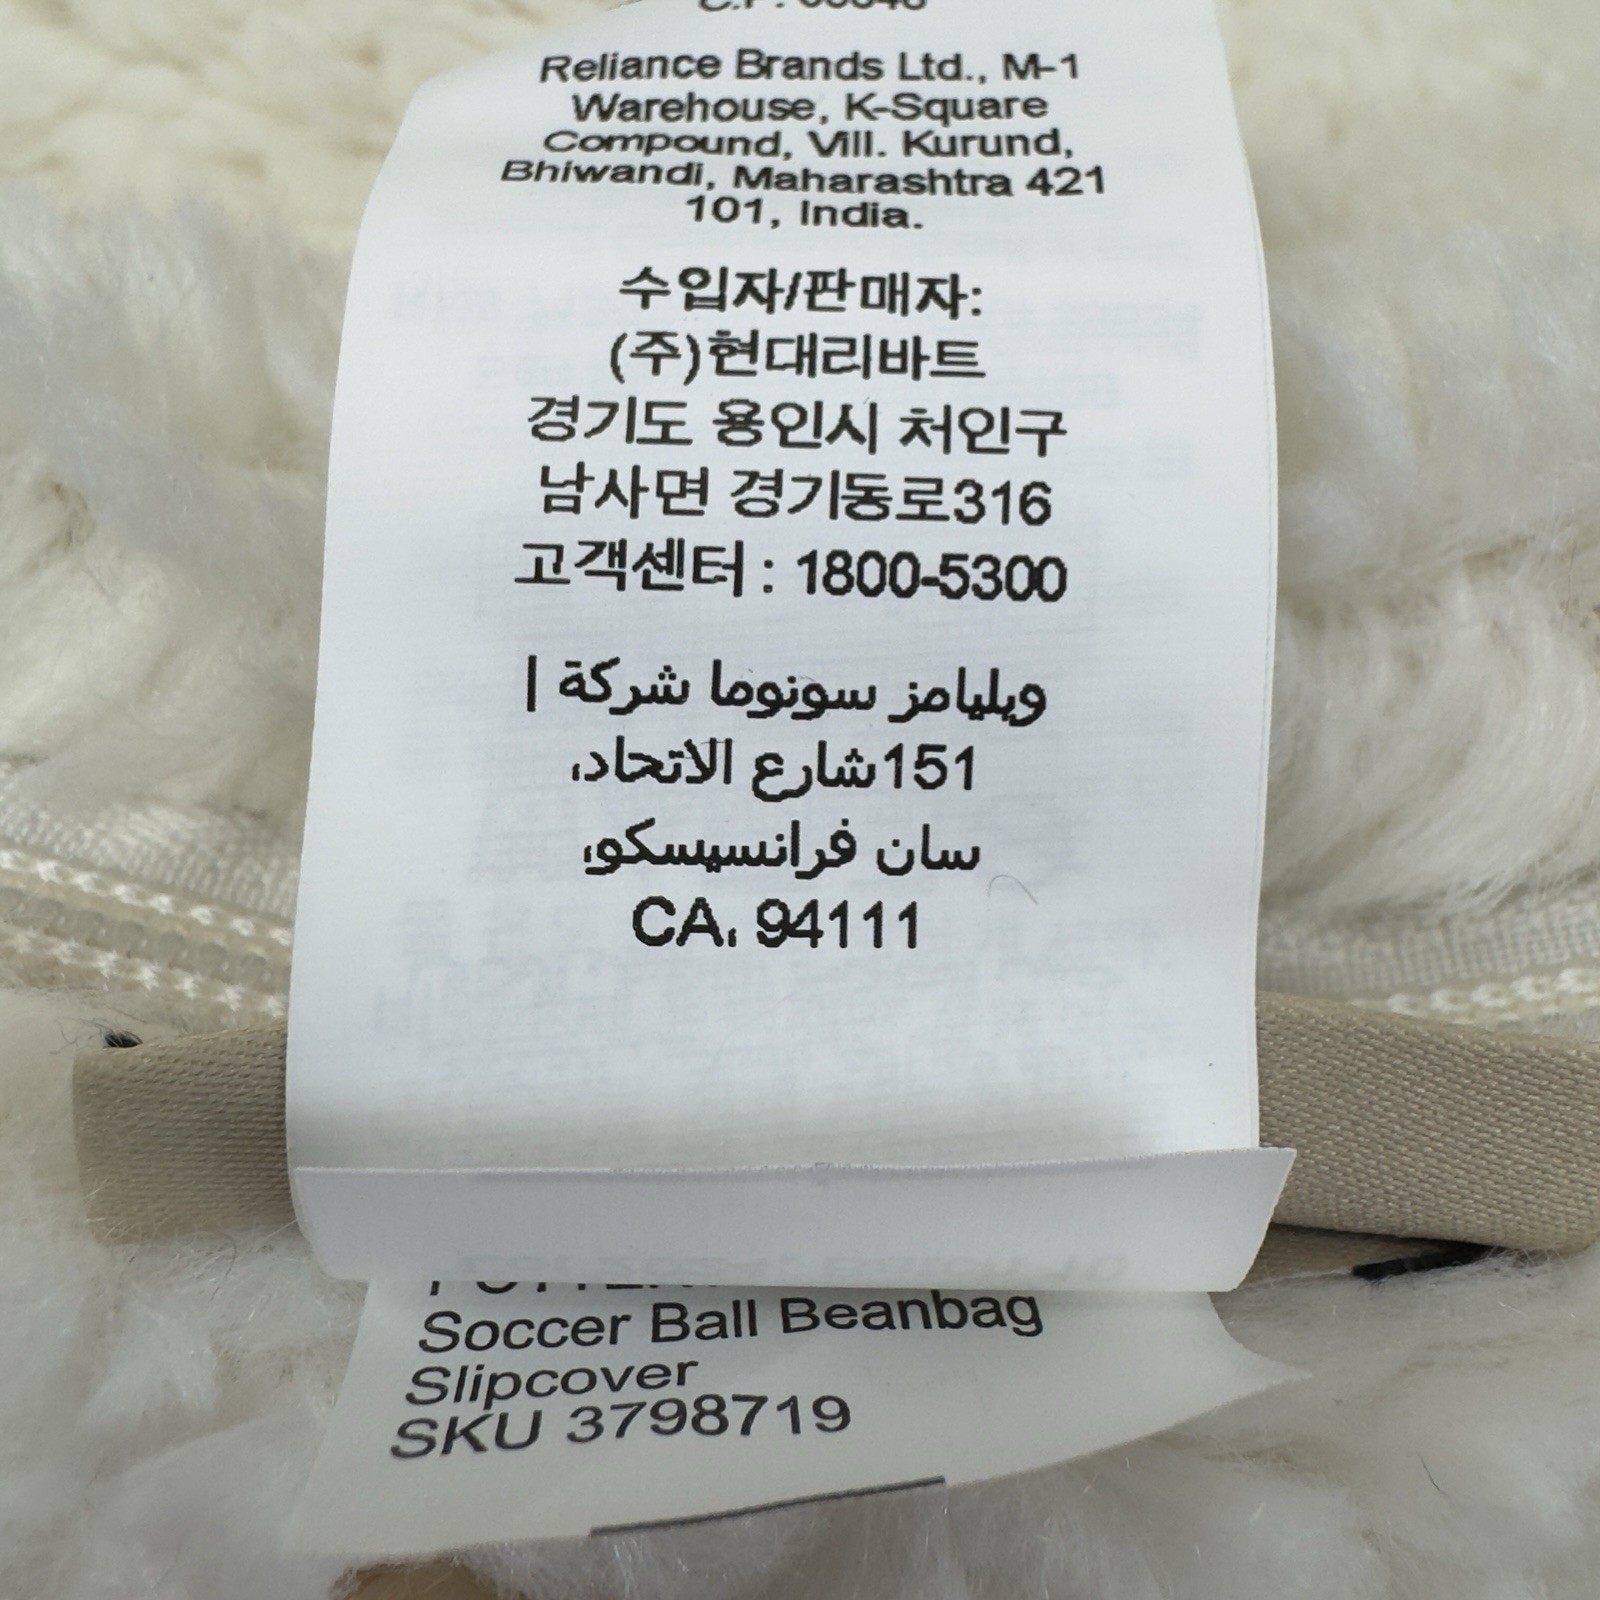 Reliance Brands Ltd., M-1
Warehouse, K-Square
Compound, Vill. Kurund,
Bhiwandi, Maharashtra 421
101, India.
수입자/판매자:
(주)현대리바트
경기도 용인시 처인구
남사면 경기동로316
고객센터 : 1800-5300
ويليامز سونوما شركة |
151شارع الاتحاد،
سان فرانسيسكو،
CA، 94111
Soccer Ball Beanbag
Slipcover
SKU 3798719